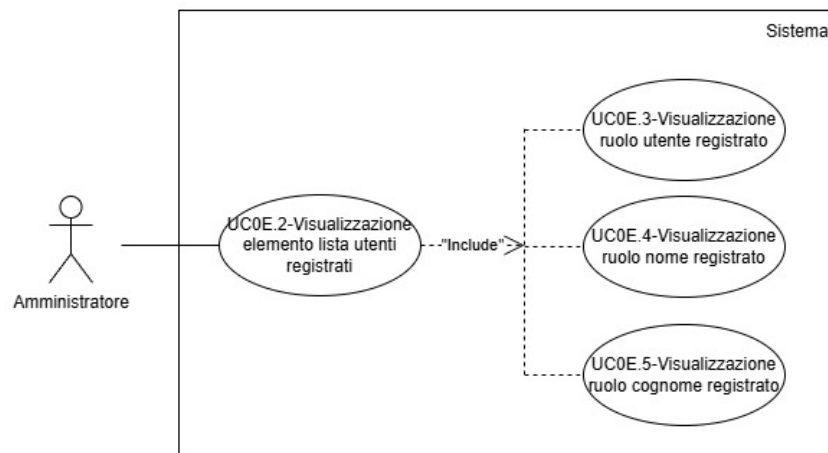 Sistema
UC0E.3-Visualizzazione
ruolo utente registrato
UC0E.2-Visualizzazione
elemento lista utenti
registrati
"Include"
UC0E.4-Visualizzazione
ruolo nome registrato
Amministratore
UC0E.5-Visualizzazione
ruolo cognome registrato